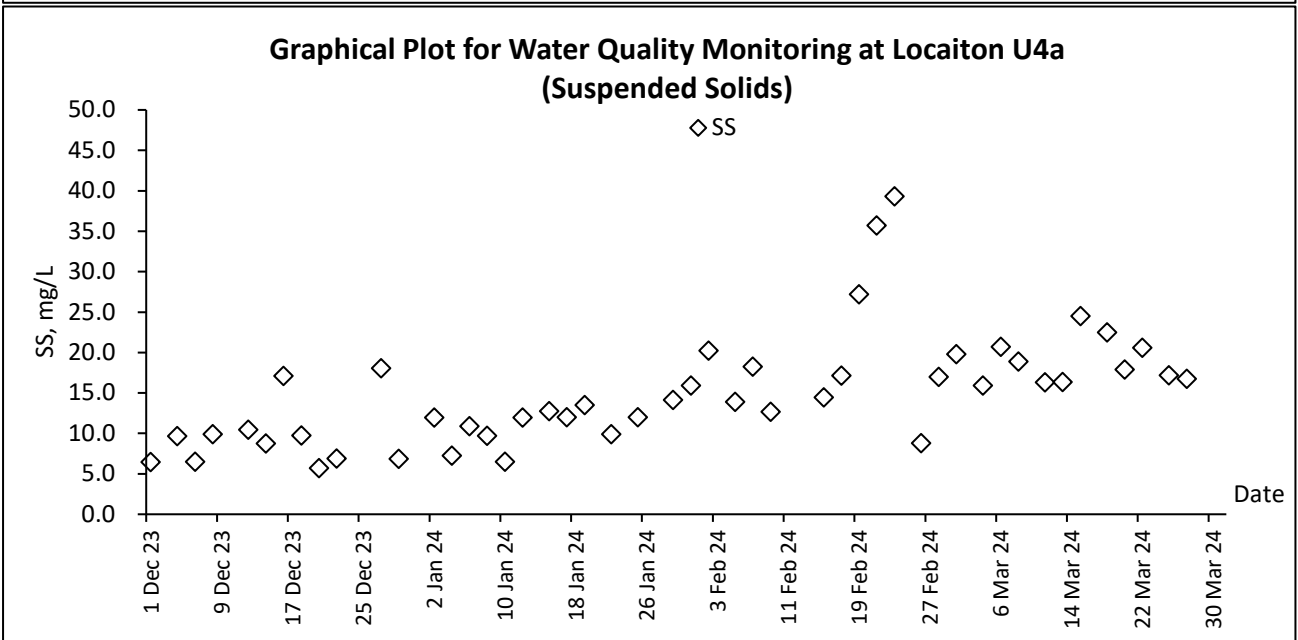 Graphical Plot for Water Quality Monitoring at Locaiton U4a
(Suspended Solids)
50.0
45.0
40.0
35.0
30.0
25.0
20.0
15.0
10.0
5.0
0.0
SS, mg/L
SS
Date
1 Dec 23
9 Dec 23
17 Dec 23
25 Dec 23
2 Jan 24
10 Jan 24
18 Jan 24
26 Jan 24
3 Feb 24
11 Feb 24
19 Feb 24
27 Feb 24
6 Mar 24
14 Mar 24
22 Mar 24
30 Mar 24